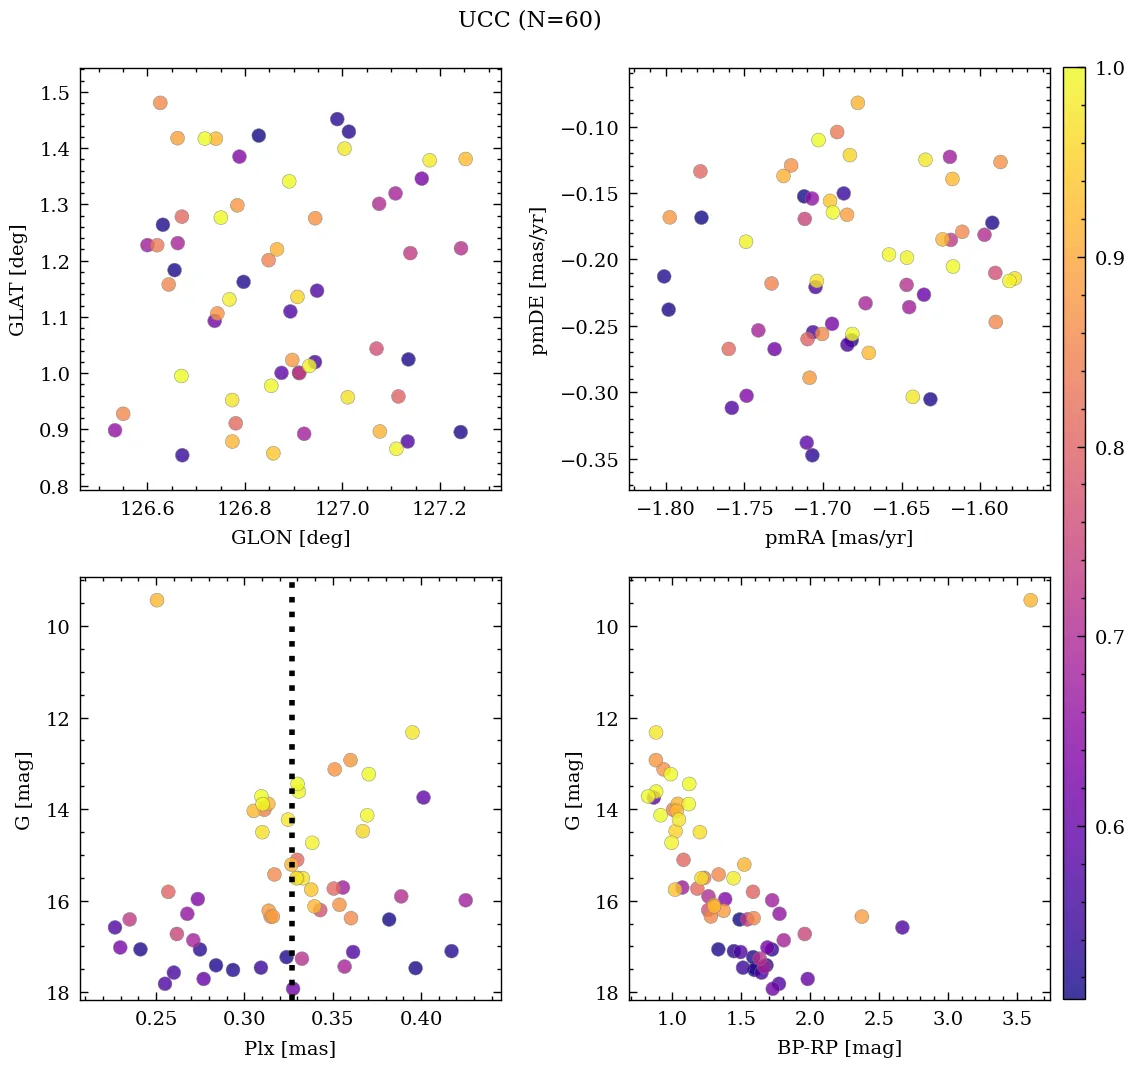 UCC (N=60)
1.5
1.4
1.3
1.2
1.1
1.0
0.9
0.8
GLAT [deg]
126.6 126.8 127.0 127.2
GLON [deg]
−0.10
−0.15
−0.20
−0.25
−0.30
−0.35
pmDE [mas/yr]
−1.80 −1.75 −1.70 −1.65 −1.60
pmRA [mas/yr]
1.0
0.9
0.8
0.7
0.6
10
12
14
16
18
G [mag]
0.25 0.30 0.35 0.40
Plx [mas]
10
12
14
16
18
G [mag]
1.0 1.5 2.0 2.5 3.0 3.5
BP-RP [mag]